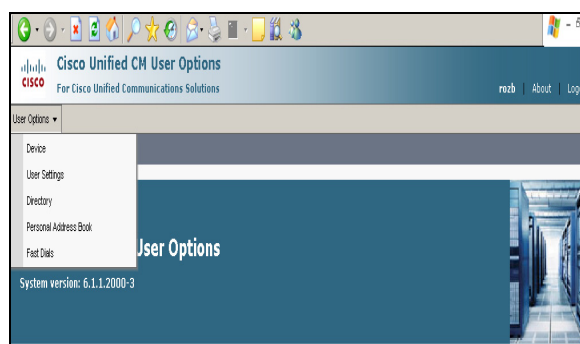 Cisco Unified CM User Options
CISCO
For Cisco Unified Communications Solutions
rozb | About | Log
User Options
Device
User Settings
Directory
Personal Address Book
Fast Dials
User Options
System version: 6.1.1.2000-3